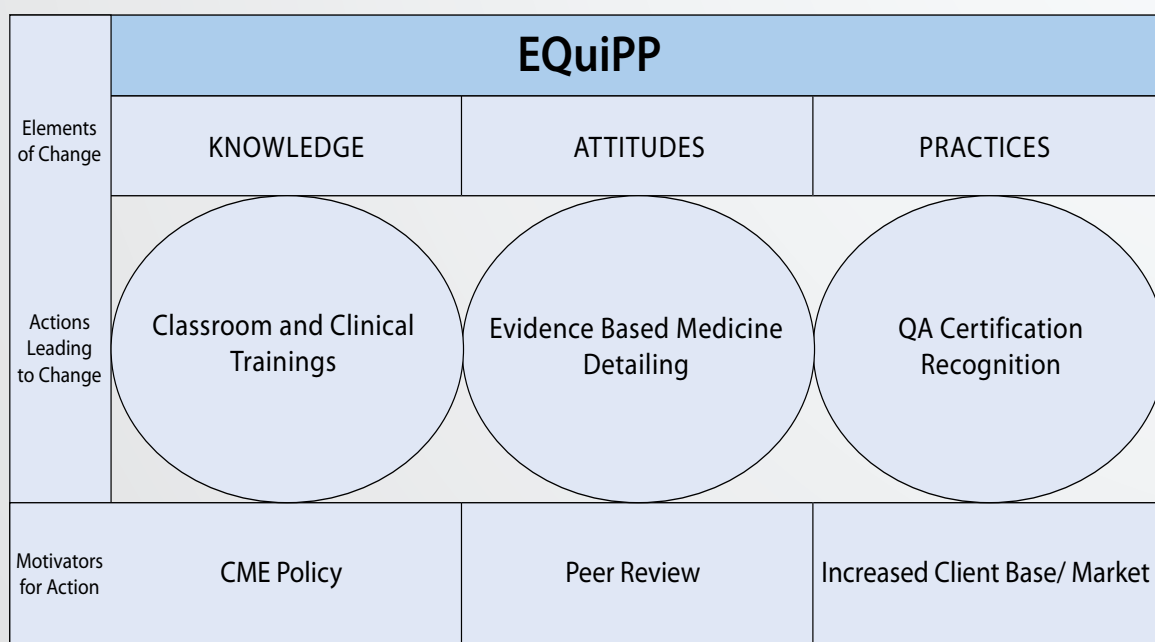 EQuiPP
Elements
of Change
KNOWLEDGE
ATTITUDES
PRACTICES
Actions
Leading
to Change
Classroom and Clinical
Trainings
Evidence Based Medicine
Detailing
QA Certification
Recognition
Motivators
for Action
CME Policy
Peer Review
Increased Client Base/ Market